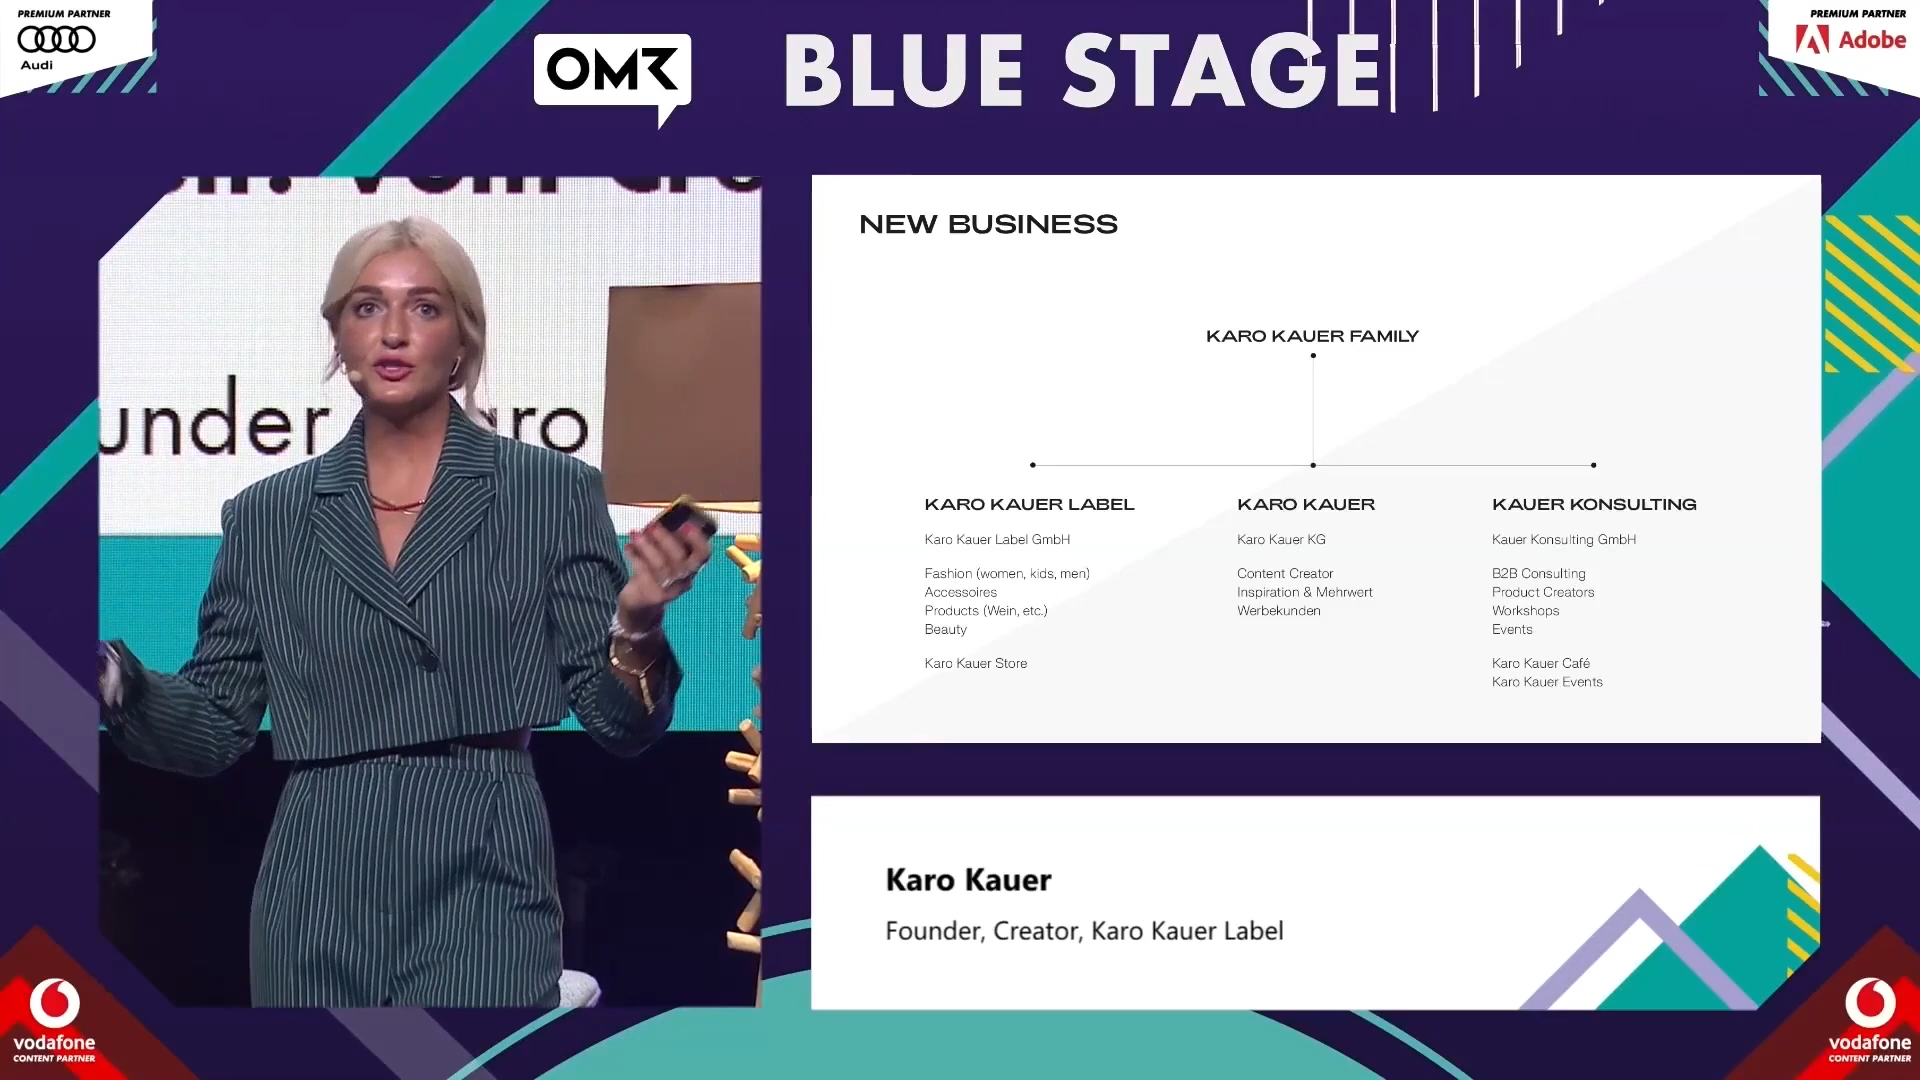 PREMIUM PARTNER
Audi
OMR
BLUE STAGE
PREMIUM PARTNER
Adobe
under
aro
NEW BUSINESS
KARO KAUER FAMILY
KARO KAUER LABEL
Karo Kauer Label GmbH
Fashion (women, kids, men)
Accessoires
Products (Wein, etc.)
Beauty
Karo Kauer Store
KARO KAUER
Karo Kauer KG
Content Creator
Inspiration & Mehrwert
Werbekunden
KAUER KONSULTING
Kauer Konsulting GmbH
B2B Consulting
Product Creators
Workshops
Events
Karo Kauer Café
Karo Kauer Events
Karo Kauer
Founder, Creator, Karo Kauer Label
vodafone
CONTENT PARTNER
vodafone
CONTENT PARTNER